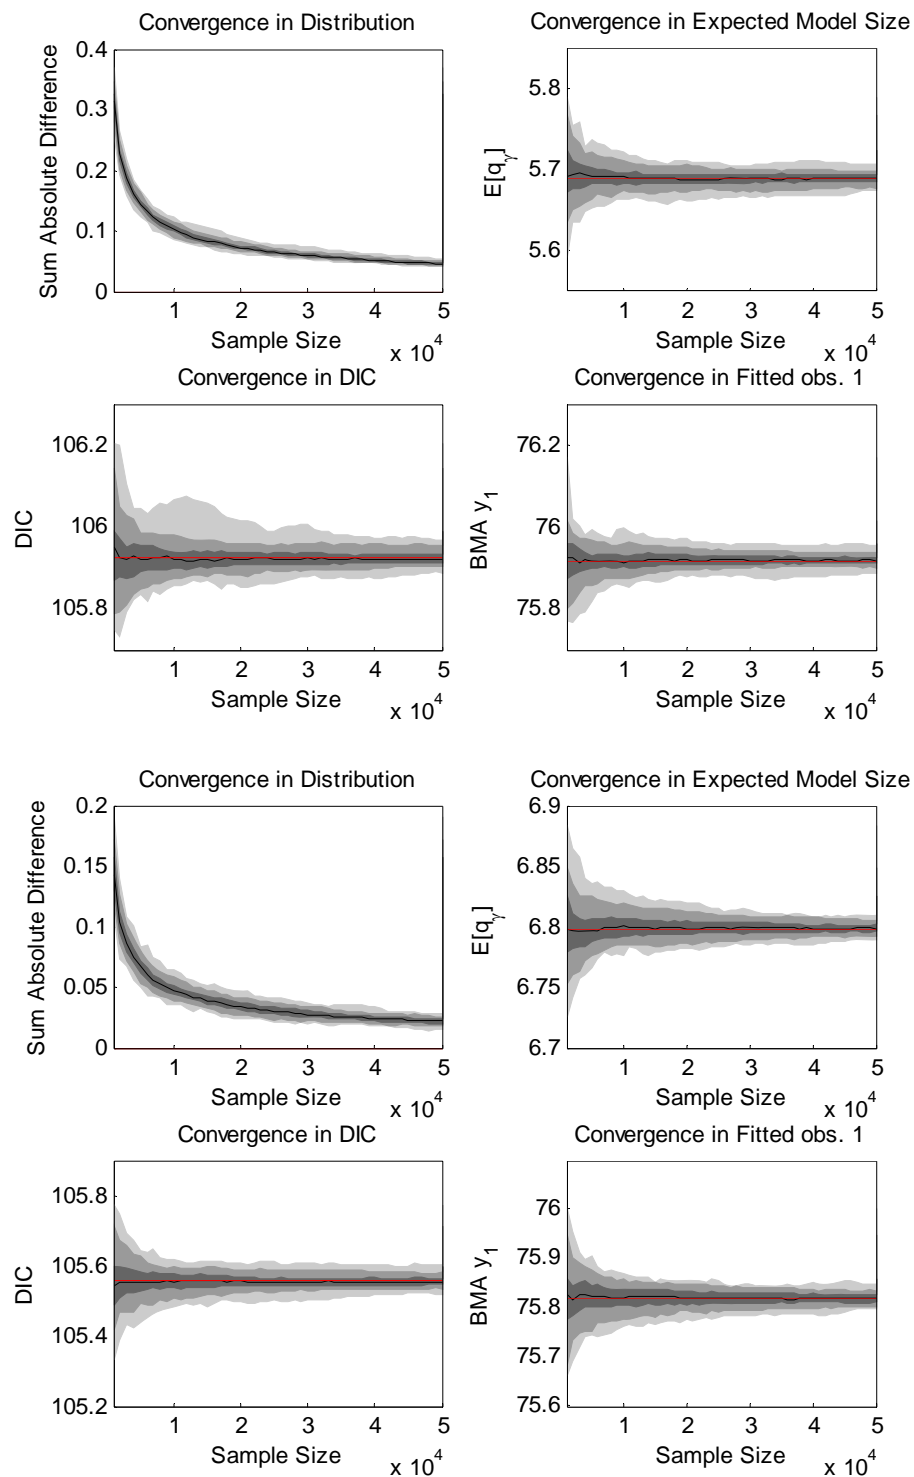 Convergence in Distribution
Sum Absolute Difference
0.4
0.3
0.2
0.1
0
1 2 3 4 5
Sample Size
x 10^4
Convergence in Expected Model Size
E[q_γ]
5.8
5.7
5.6
1 2 3 4 5
Sample Size
x 10^4
Convergence in DIC
DIC
106.2
106
105.8
1 2 3 4 5
Sample Size
x 10^4
Convergence in Fitted obs. 1
BMA y_1
76.2
76
75.8
1 2 3 4 5
Sample Size
x 10^4
Convergence in Distribution
Sum Absolute Difference
0.2
0.15
0.1
0.05
0
1 2 3 4 5
Sample Size
x 10^4
Convergence in Expected Model Size
E[q_γ]
6.9
6.85
6.8
6.75
6.7
1 2 3 4 5
Sample Size
x 10^4
Convergence in DIC
DIC
105.8
105.6
105.4
105.2
1 2 3 4 5
Sample Size
x 10^4
Convergence in Fitted obs. 1
BMA y_1
76
75.9
75.8
75.7
75.6
1 2 3 4 5
Sample Size
x 10^4